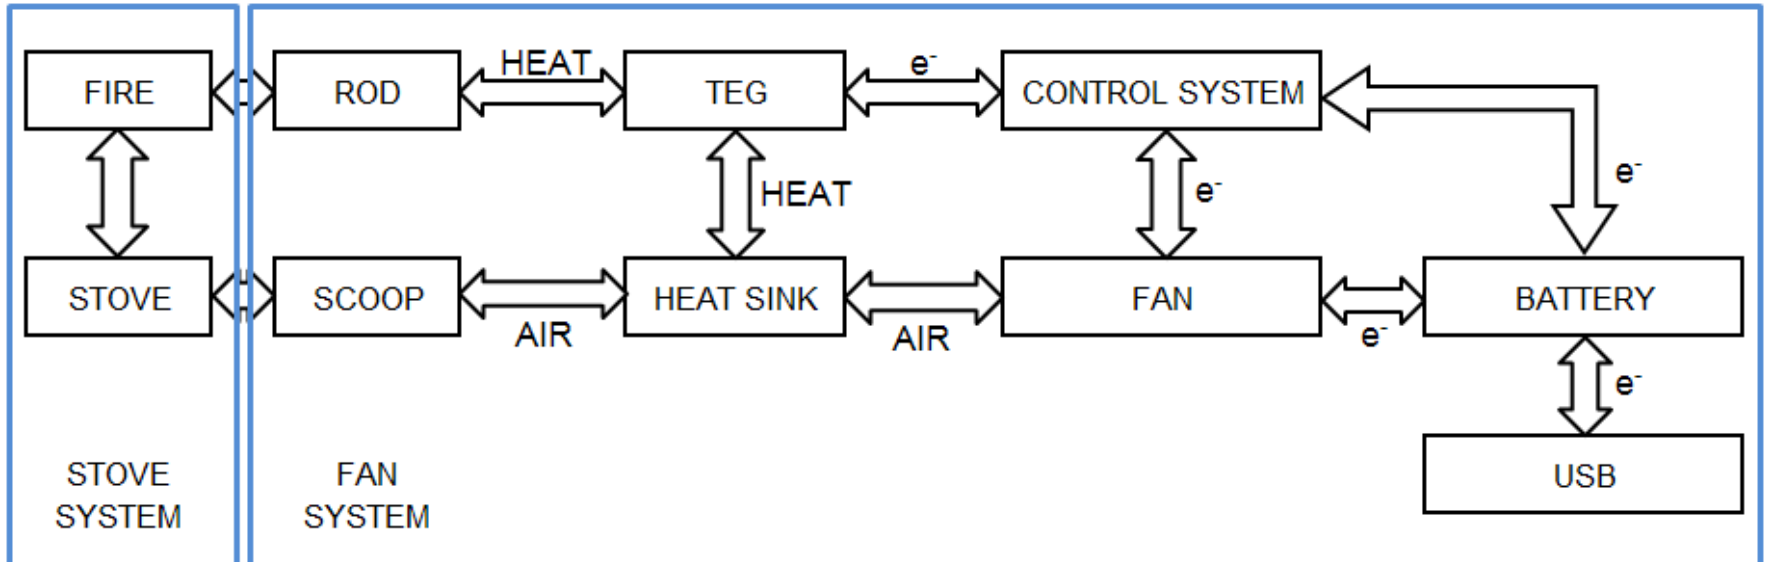 HEAT
e-
FIRE
ROD
TEG
CONTROL SYSTEM
HEAT
e-
e-
STOVE
SCOOP
HEAT SINK
FAN
BATTERY
AIR
AIR
e-
e-
STOVE
SYSTEM
FAN
SYSTEM
USB